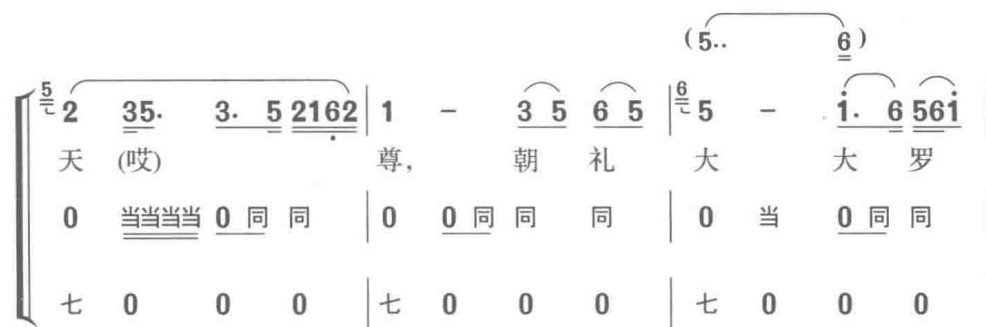 (5·· 6)
5 2 35· 3· 5 2162 | 1 – 3 5 6 5 | 6 5 – 1· 6 561
天 (哎) 尊， 朝 礼 大 大 罗
0 当当当当 0 同 同 | 0 0 同 同 同 | 0 当 0 同 同
七 0 0 0 | 七 0 0 0 | 七 0 0 0